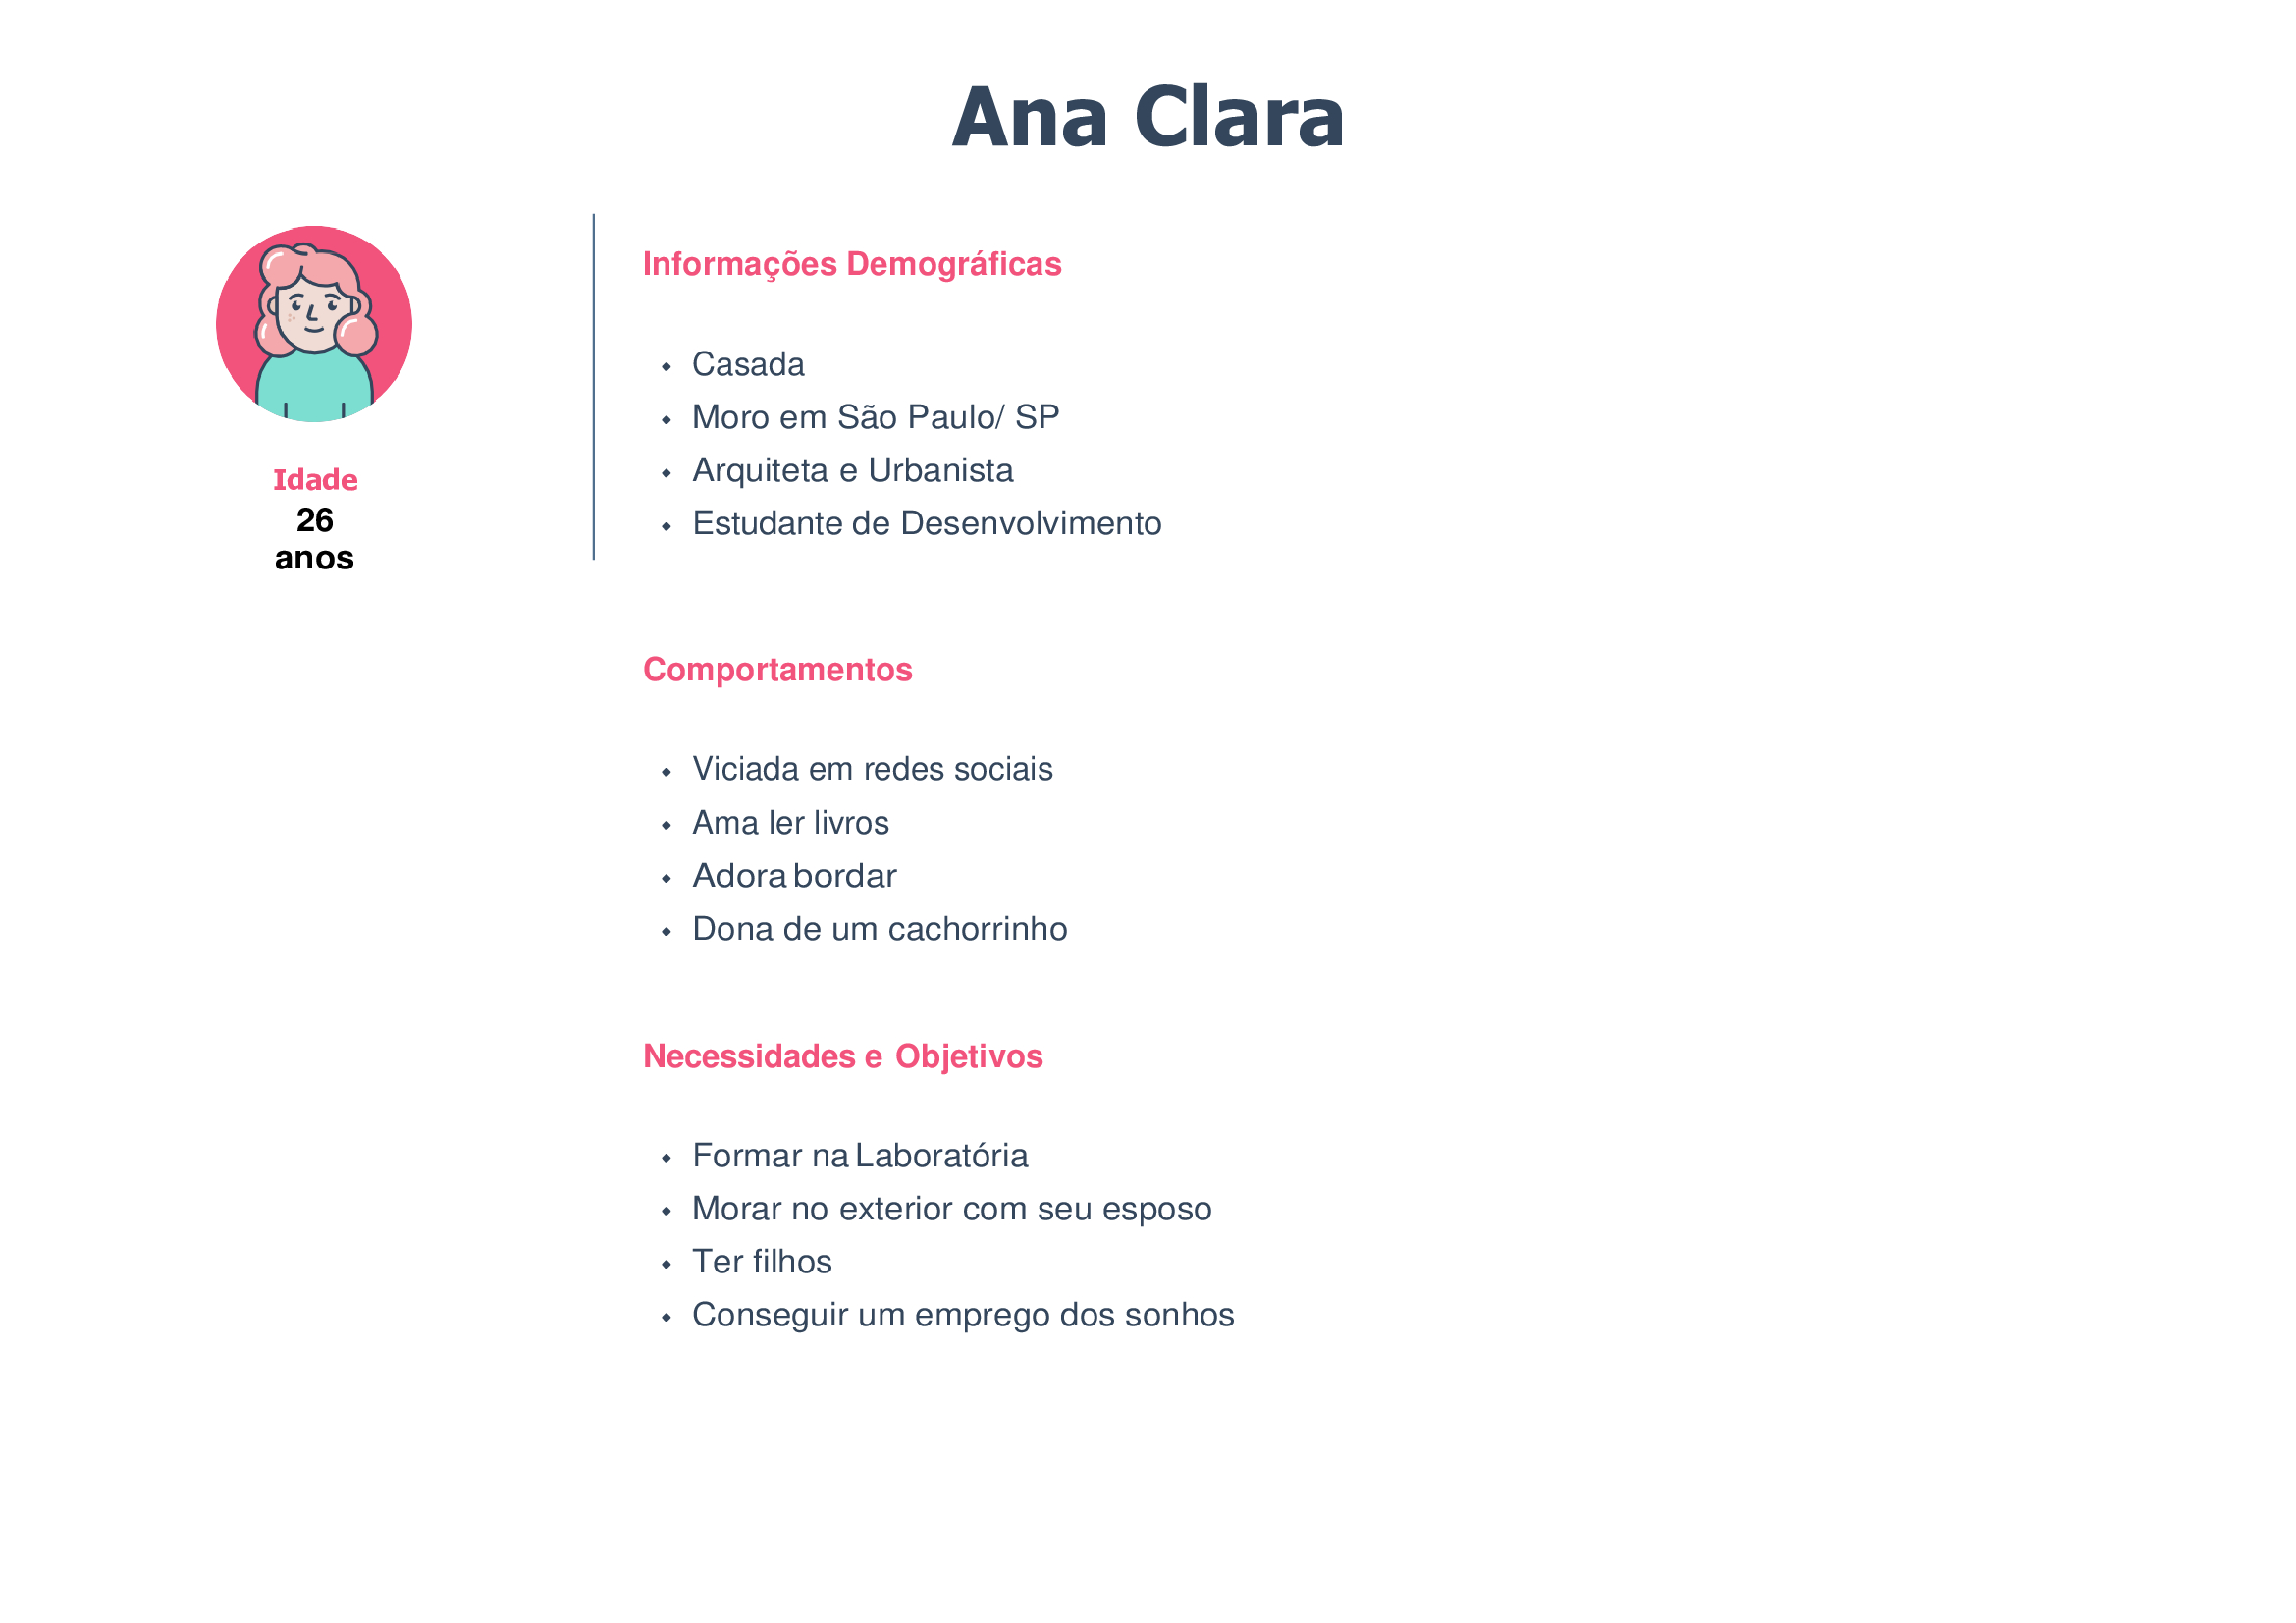 Ana Clara
Idade
26
anos
Informações Demográficas
Casada
Moro em São Paulo/ SP
Arquiteta e Urbanista
Estudante de Desenvolvimento
Comportamentos
Viciada em redes sociais
Ama ler livros
Adora bordar
Dona de um cachorrinho
Necessidades e Objetivos
Formar na Laboratória
Morar no exterior com seu esposo
Ter filhos
Conseguir um emprego dos sonhos